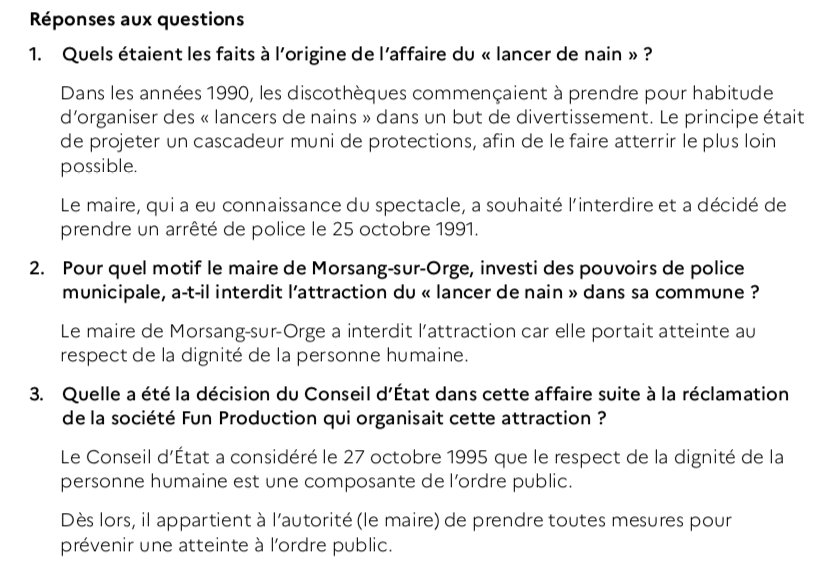 Réponses aux questions
1. Quels étaient les faits à l’origine de l’affaire du « lancer de nain » ?
Dans les années 1990, les discothèques commençaient à prendre pour habitude
d’organiser des « lancers de nains » dans un but de divertissement. Le principe était
de projeter un cascadeur muni de protections, afin de le faire atterrir le plus loin
possible.
Le maire, qui a eu connaissance du spectacle, a souhaité l’interdire et a décidé de
prendre un arrêté de police le 25 octobre 1991.
2. Pour quel motif le maire de Morsang-sur-Orge, investi des pouvoirs de police
municipale, a-t-il interdit l’attraction du « lancer de nain » dans sa commune ?
Le maire de Morsang-sur-Orge a interdit l’attraction car elle portait atteinte au
respect de la dignité de la personne humaine.
3. Quelle a été la décision du Conseil d’État dans cette affaire suite à la réclamation
de la société Fun Production qui organisait cette attraction ?
Le Conseil d’État a considéré le 27 octobre 1995 que le respect de la dignité de la
personne humaine est une composante de l’ordre public.
Dès lors, il appartient à l’autorité (le maire) de prendre toutes mesures pour
prévenir une atteinte à l’ordre public.